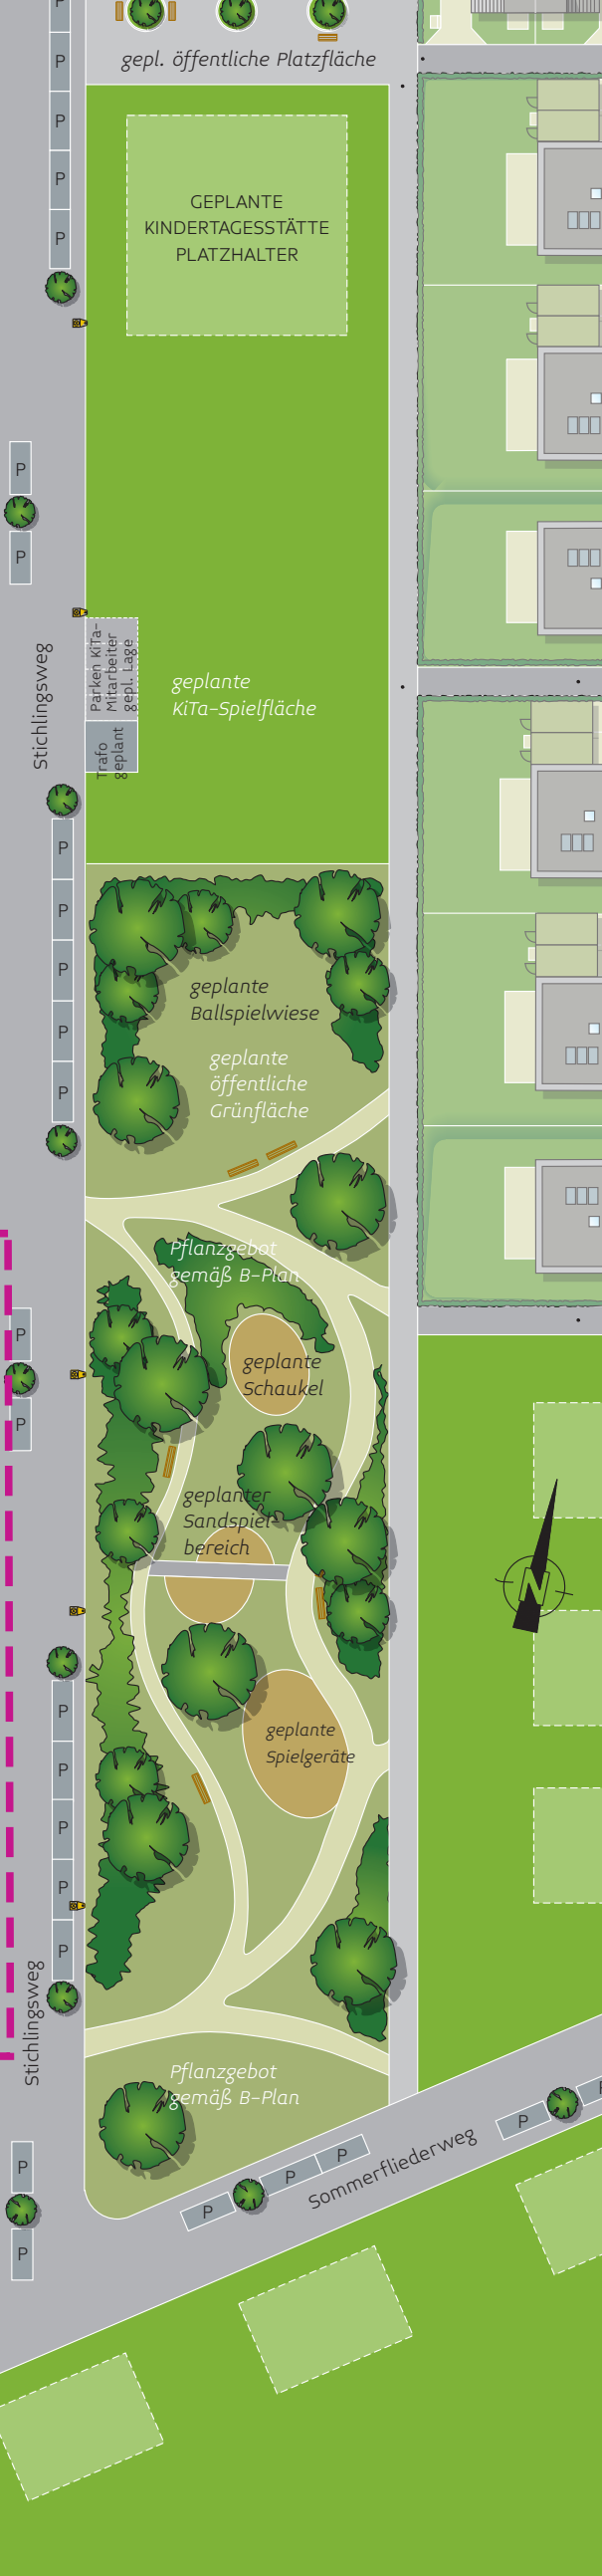 P
P
gepl. öffentliche Platzfläche
P
P
P
GEPLANTE
KINDERTAGESSTÄTTE
PLATZHALTER
P
P
Stichlingsweg
Parken KiTa-
Mitarbeiter
gepl. Lage
Trafo
geplant
geplante
KiTa-Spielfläche
P
P
P
P
P
geplante
Ballspielwiese
geplante
öffentliche
Grünfläche
Pflanzgebot
gemäß B-Plan
P
P
geplante
Schaukel
geplanter
Sandspiel-
bereich
P
P
P
P
P
geplante
Spielgeräte
N
Stichlingsweg
Pflanzgebot
gemäß B-Plan
P
P
P
P
P
P
P
Sommerfliederweg